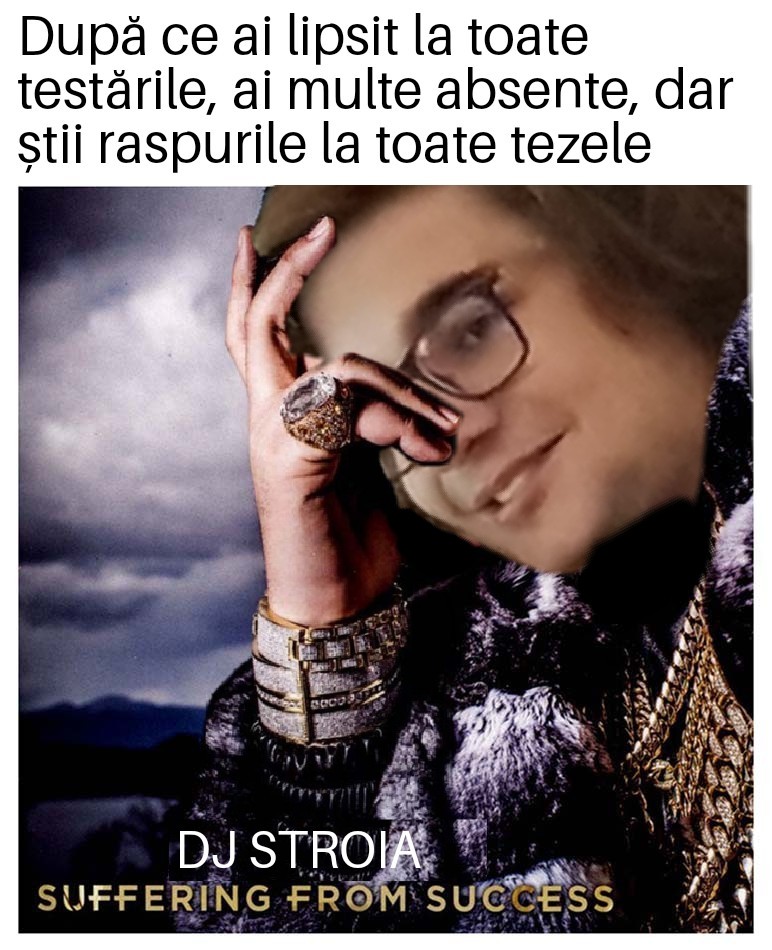 După ce ai lipsit la toate
testările, ai multe absente, dar
știi raspurile la toate tezele
DJ STROIA
SUFFERING FROM SUCCESS